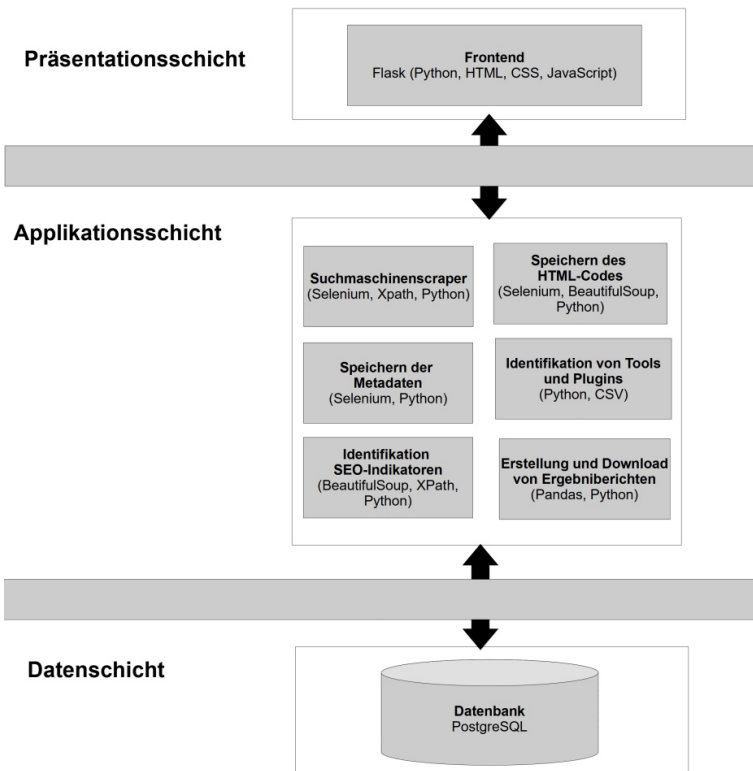 Präsentationsschicht
Frontend
Flask (Python, HTML, CSS, JavaScript)
Applikationsschicht
Suchmaschinenscraper
(Selenium, Xpath, Python)
Speichern des
HTML-Codes
(Selenium, BeautifulSoup,
Python)
Speichern der
Metadaten
(Selenium, Python)
Identifikation von Tools
und Plugins
(Python, CSV)
Identifikation
SEO-Indikatoren
(BeautifulSoup, XPath,
Python)
Erstellung und Download
von Ergebniberichten
(Pandas, Python)
Datenschicht
Datenbank
PostgreSQL